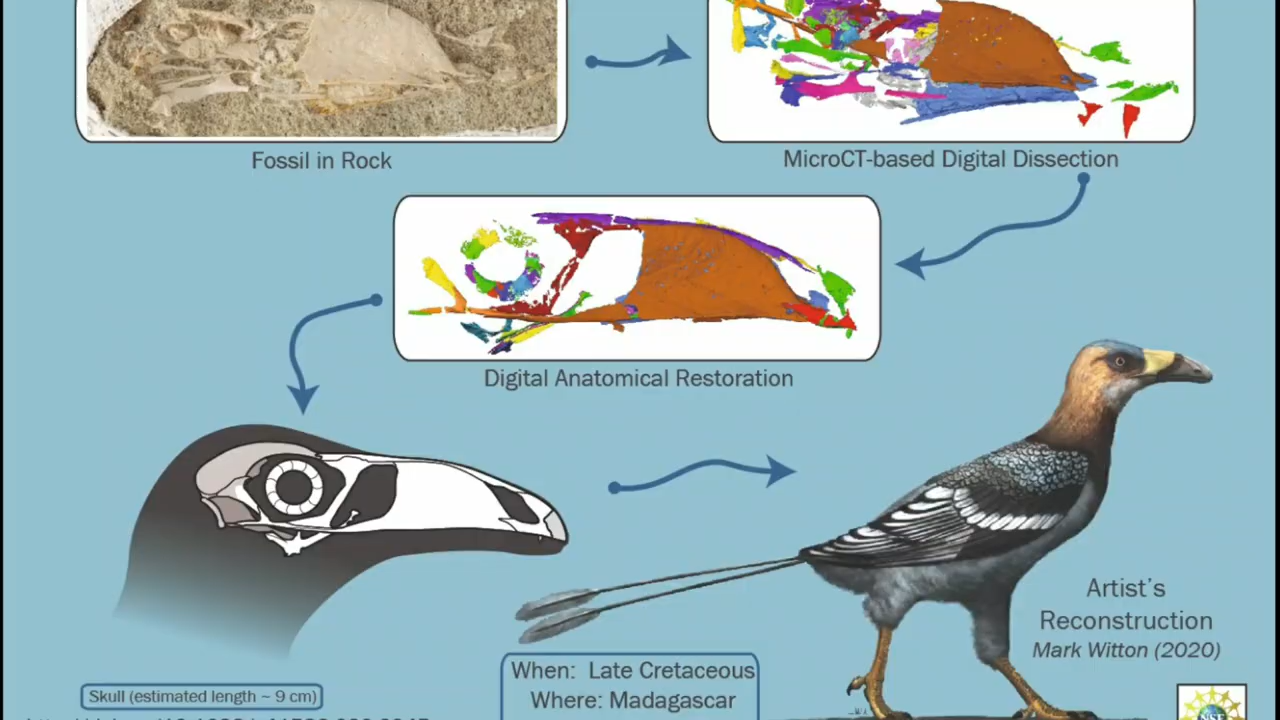 Fossil in Rock
MicroCT-based Digital Dissection
Digital Anatomical Restoration
Artist's
Reconstruction
Mark Witton (2020)
When: Late Cretaceous
Where: Madagascar
Skull (estimated length ~ 9 cm)
NSF